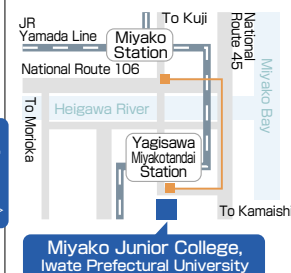 To Kuji
JR
Yamada Line
Miyako
Station
National
Route 45
National Route 106
Miyako Bay
To Morioka
Heigawa River
Yagisawa
Miyakotandai
Station
To Kamaishi
Miyako Junior College,
Iwate Prefectural University